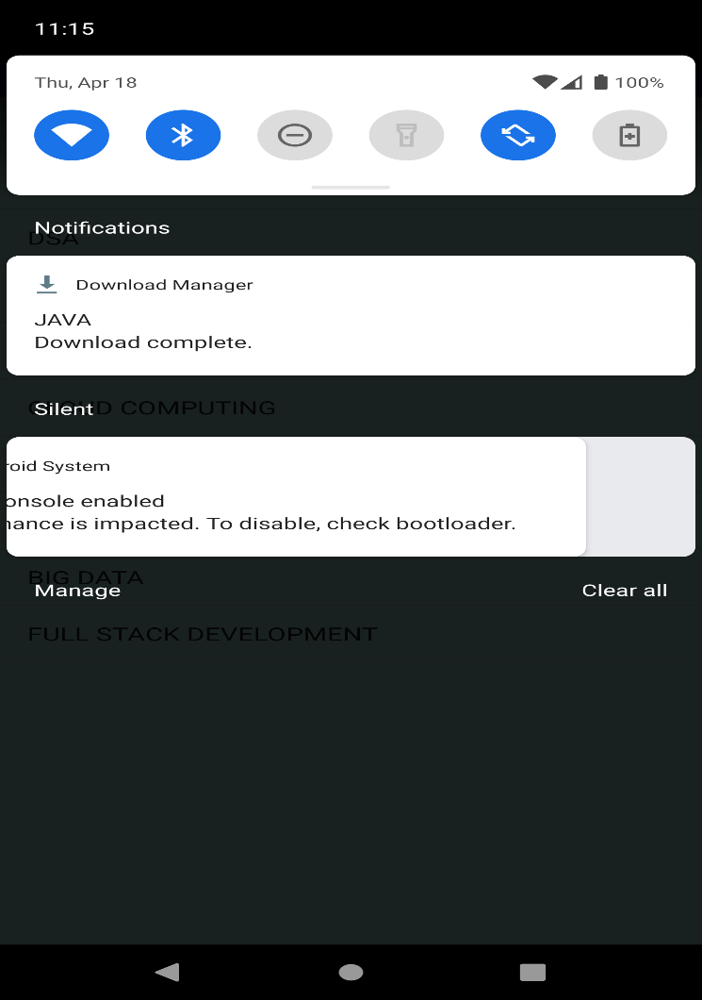 11:15
Thu, Apr 18
100%
Notifications
DSA
Download Manager
JAVA
Download complete.
Silent
CLOUD COMPUTING
roid System
onsole enabled
nance is impacted. To disable, check bootloader.
BIG DATA
Manage
Clear all
FULL STACK DEVELOPMENT